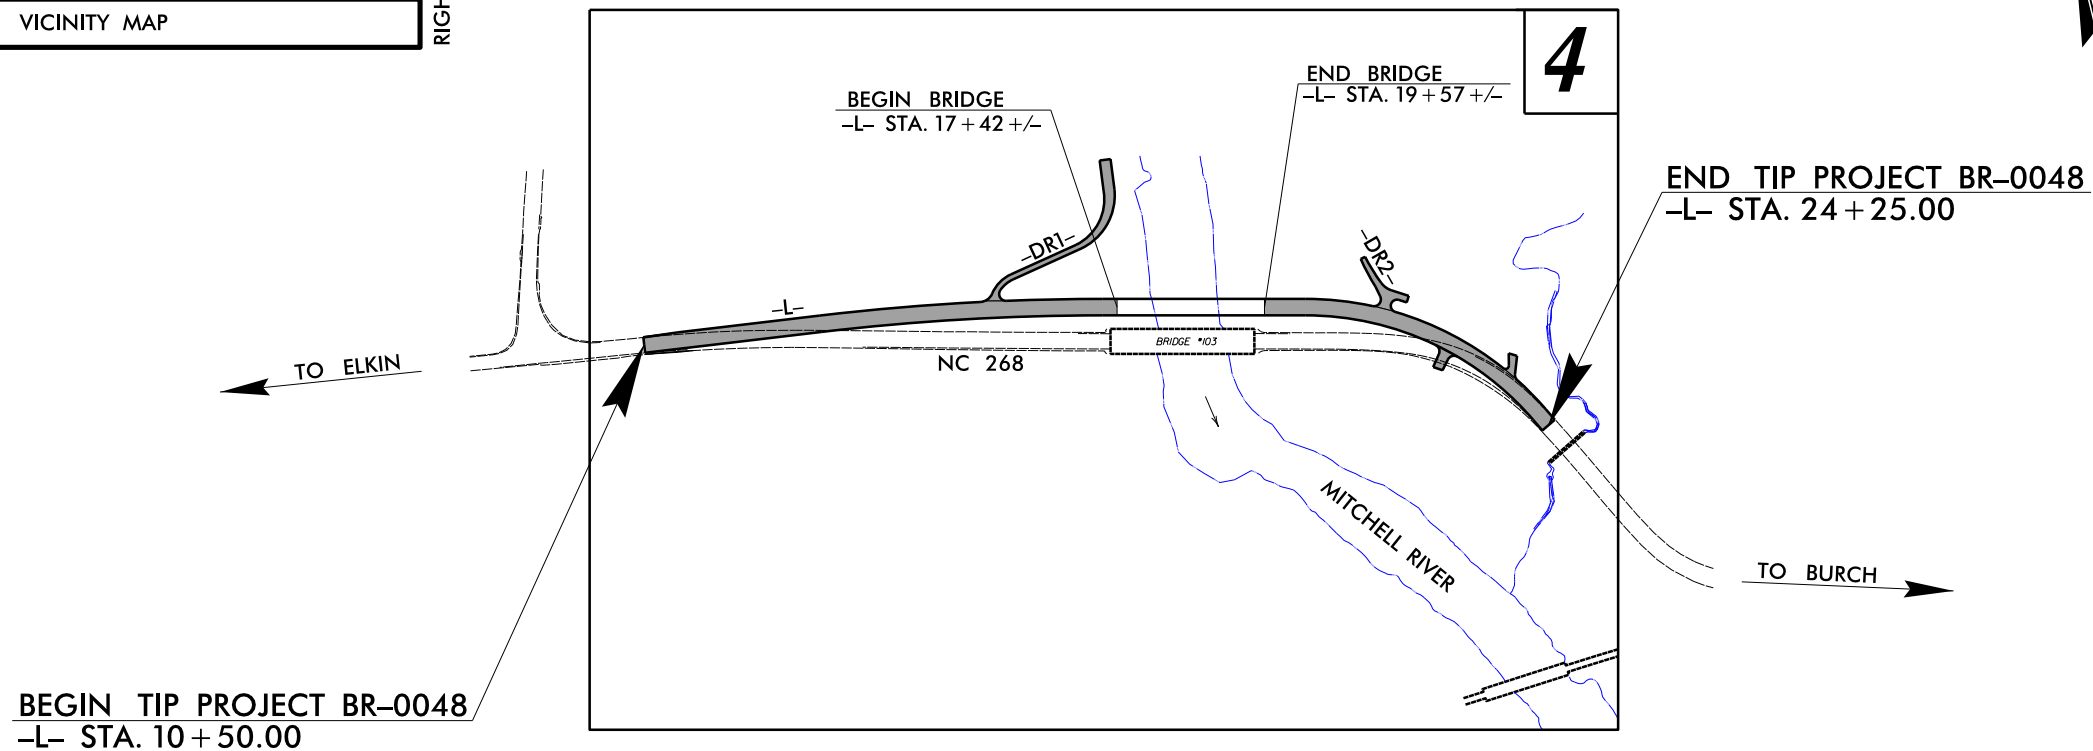 VICINITY MAP
4
BEGIN BRIDGE
-L- STA. 17+42 +/-
END BRIDGE
-L- STA. 19+57 +/-
END TIP PROJECT BR-0048
-L- STA. 24+25.00
-DR1-
-DR2-
-L-
BRIDGE #103
NC 268
TO ELKIN
MITCHELL RIVER
TO BURCH
BEGIN TIP PROJECT BR-0048
-L- STA. 10+50.00